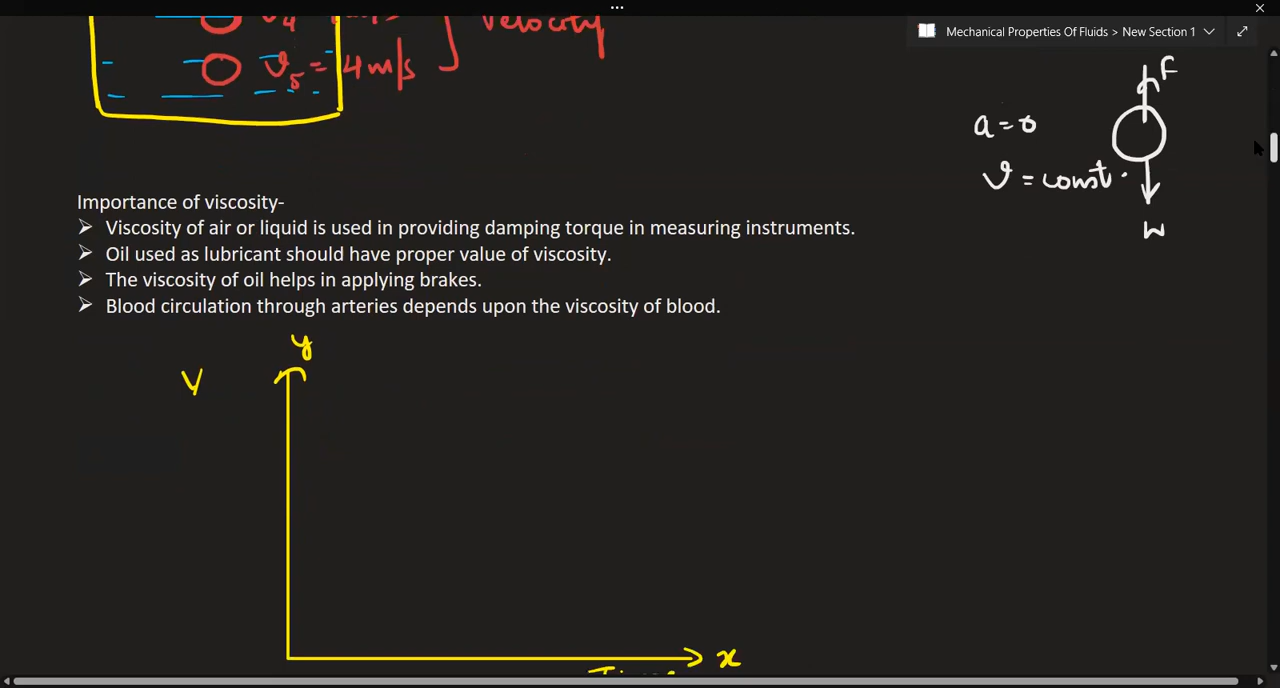 Mechanical Properties Of Fluids > New Section 1
velocity
v5 = 4 m/s
F
a = 0
v = const.
W
Importance of viscosity-
➢ Viscosity of air or liquid is used in providing damping torque in measuring instruments.
➢ Oil used as lubricant should have proper value of viscosity.
➢ The viscosity of oil helps in applying brakes.
➢ Blood circulation through arteries depends upon the viscosity of blood.
y
V
x